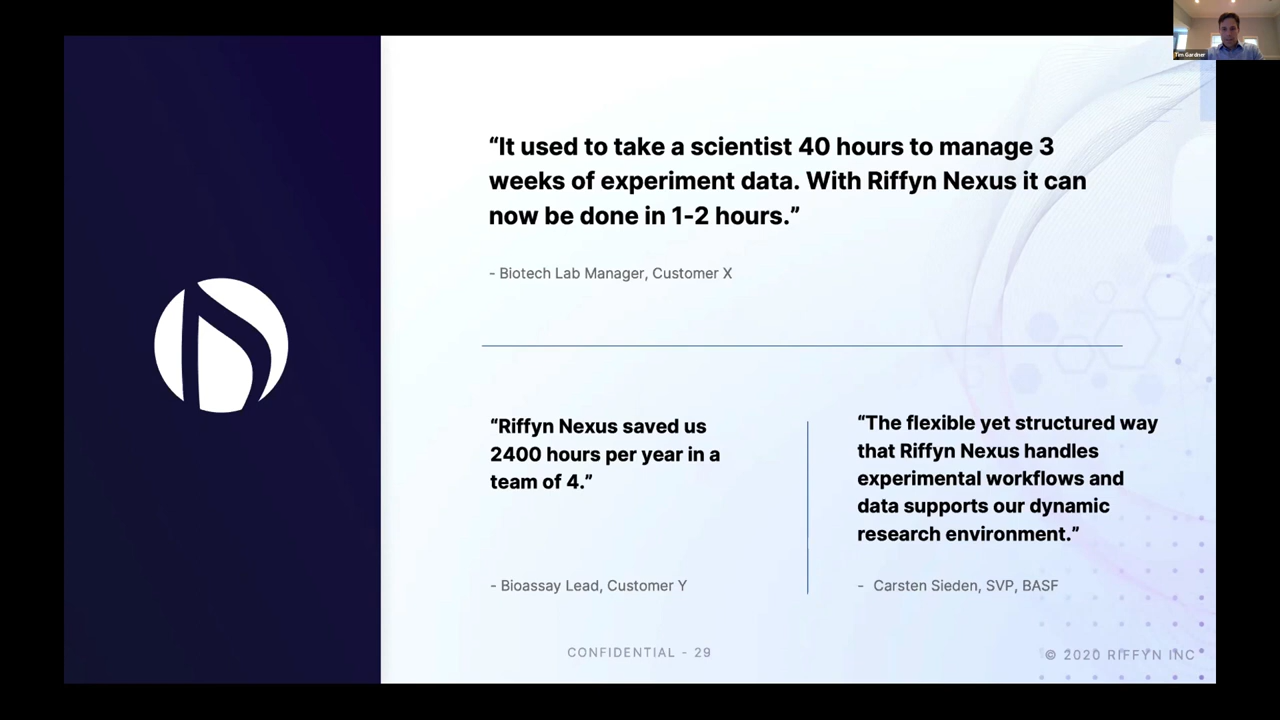 Tim Gardner
“It used to take a scientist 40 hours to manage 3
weeks of experiment data. With Riffyn Nexus it can
now be done in 1-2 hours.”
- Biotech Lab Manager, Customer X
“Riffyn Nexus saved us
2400 hours per year in a
team of 4.”
- Bioassay Lead, Customer Y
“The flexible yet structured way
that Riffyn Nexus handles
experimental workflows and
data supports our dynamic
research environment.”
- Carsten Sieden, SVP, BASF
CONFIDENTIAL - 29
© 2020 RIFFYN INC